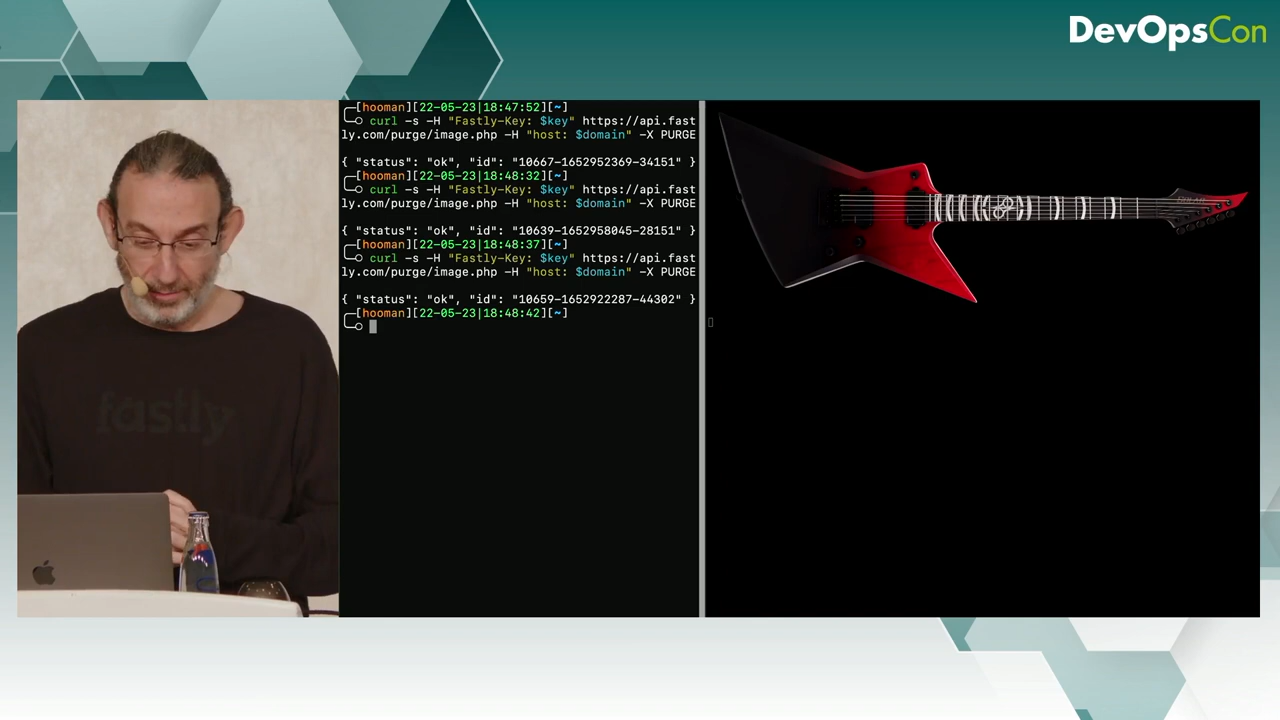 DevOpsCon
[hooman][22-05-23|18:47:52][~]
curl -s -H "Fastly-Key: $key" https://api.fast
ly.com/purge/image.php -H "host: $domain" -X PURGE
{ "status": "ok", "id": "10667-1652952369-34151" }
[hooman][22-05-23|18:48:32][~]
curl -s -H "Fastly-Key: $key" https://api.fast
ly.com/purge/image.php -H "host: $domain" -X PURGE
{ "status": "ok", "id": "10639-1652958045-28151" }
[hooman][22-05-23|18:48:37][~]
curl -s -H "Fastly-Key: $key" https://api.fast
ly.com/purge/image.php -H "host: $domain" -X PURGE
{ "status": "ok", "id": "10659-1652922287-44302" }
[hooman][22-05-23|18:48:42][~]
fastly